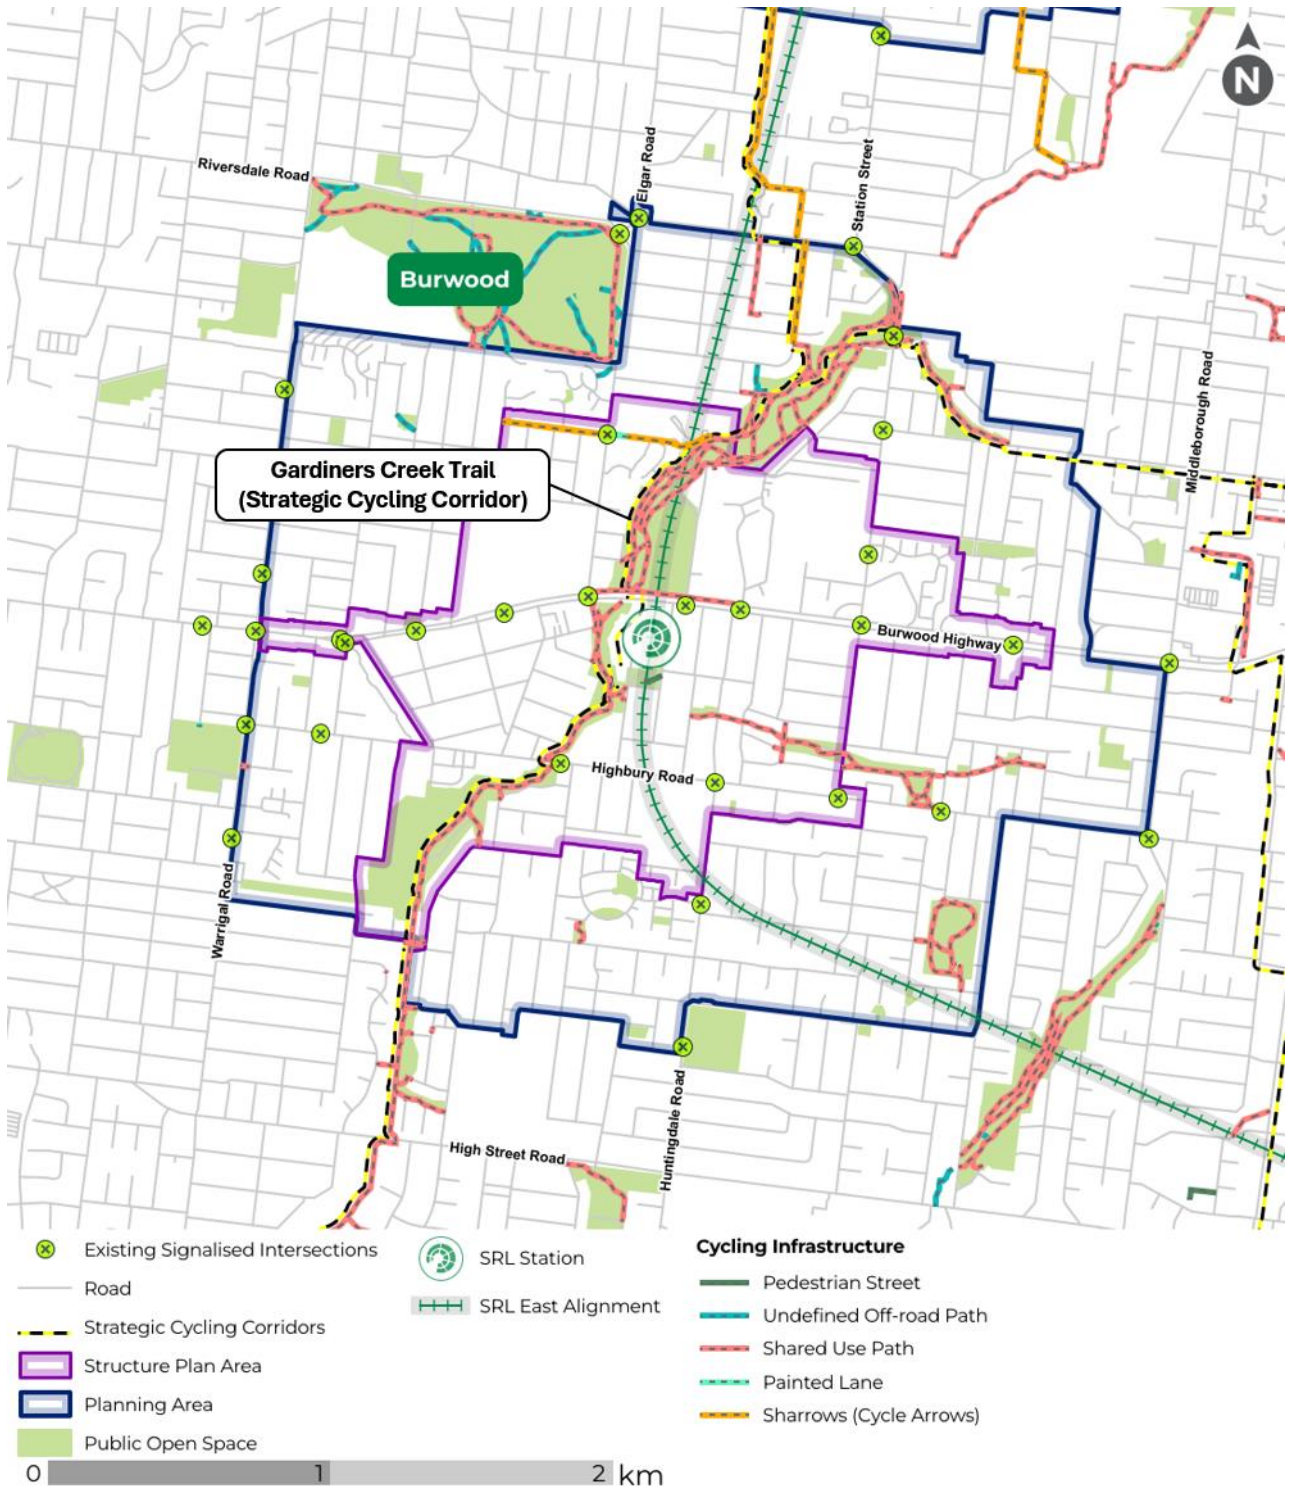 N
Riversdale Road
Elgar Road
Station Street
Burwood
Middleborough Road
Gardiners Creek Trail
(Strategic Cycling Corridor)
Burwood Highway
Highbury Road
Warrigal Road
Huntingdale Road
High Street Road
Existing Signalised Intersections
Road
Strategic Cycling Corridors
Structure Plan Area
Planning Area
Public Open Space
SRL Station
SRL East Alignment
Cycling Infrastructure
Pedestrian Street
Undefined Off-road Path
Shared Use Path
Painted Lane
Sharrows (Cycle Arrows)
0 1 2 km